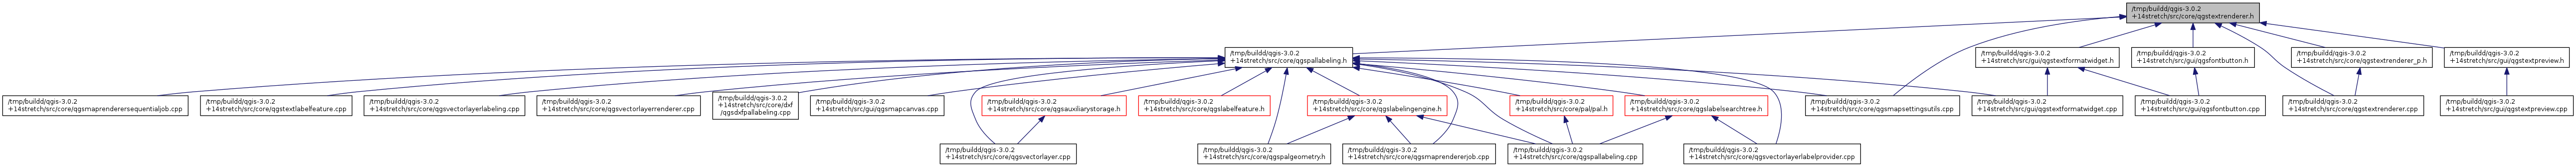 /tmp/buildd/qgis-3.0.2
+14stretch/src/core/qgstextrenderer.h
/tmp/buildd/qgis-3.0.2
+14stretch/src/core/qgspallabeling.h
/tmp/buildd/qgis-3.0.2
+14stretch/src/gui/qgstextformatwidget.h
/tmp/buildd/qgis-3.0.2
+14stretch/src/gui/qgsfontbutton.h
/tmp/buildd/qgis-3.0.2
+14stretch/src/core/qgstextrenderer_p.h
/tmp/buildd/qgis-3.0.2
+14stretch/src/gui/qgstextpreview.h
/tmp/buildd/qgis-3.0.2
+14stretch/src/core/qgsmaprenderersequentialjob.cpp
/tmp/buildd/qgis-3.0.2
+14stretch/src/core/qgstextlabelfeature.cpp
/tmp/buildd/qgis-3.0.2
+14stretch/src/core/qgsvectorlayerlabeling.cpp
/tmp/buildd/qgis-3.0.2
+14stretch/src/core/qgsvectorlayerrenderer.cpp
/tmp/buildd/qgis-3.0.2
+14stretch/src/core/dxf
/qgsdxfpallabeling.cpp
/tmp/buildd/qgis-3.0.2
+14stretch/src/gui/qgsmapcanvas.cpp
/tmp/buildd/qgis-3.0.2
+14stretch/src/core/qgsauxiliarystorage.h
/tmp/buildd/qgis-3.0.2
+14stretch/src/core/qgslabelfeature.h
/tmp/buildd/qgis-3.0.2
+14stretch/src/core/qgslabelingengine.h
/tmp/buildd/qgis-3.0.2
+14stretch/src/core/pal/pal.h
/tmp/buildd/qgis-3.0.2
+14stretch/src/core/qgslabelsearchtree.h
/tmp/buildd/qgis-3.0.2
+14stretch/src/core/qgsmapsettingsutils.cpp
/tmp/buildd/qgis-3.0.2
+14stretch/src/gui/qgstextformatwidget.cpp
/tmp/buildd/qgis-3.0.2
+14stretch/src/gui/qgsfontbutton.cpp
/tmp/buildd/qgis-3.0.2
+14stretch/src/core/qgstextrenderer.cpp
/tmp/buildd/qgis-3.0.2
+14stretch/src/gui/qgstextpreview.cpp
/tmp/buildd/qgis-3.0.2
+14stretch/src/core/qgsvectorlayer.cpp
/tmp/buildd/qgis-3.0.2
+14stretch/src/core/qgspalgeometry.h
/tmp/buildd/qgis-3.0.2
+14stretch/src/core/qgsmaprendererjob.cpp
/tmp/buildd/qgis-3.0.2
+14stretch/src/core/qgspallabeling.cpp
/tmp/buildd/qgis-3.0.2
+14stretch/src/core/qgsvectorlayerlabelprovider.cpp